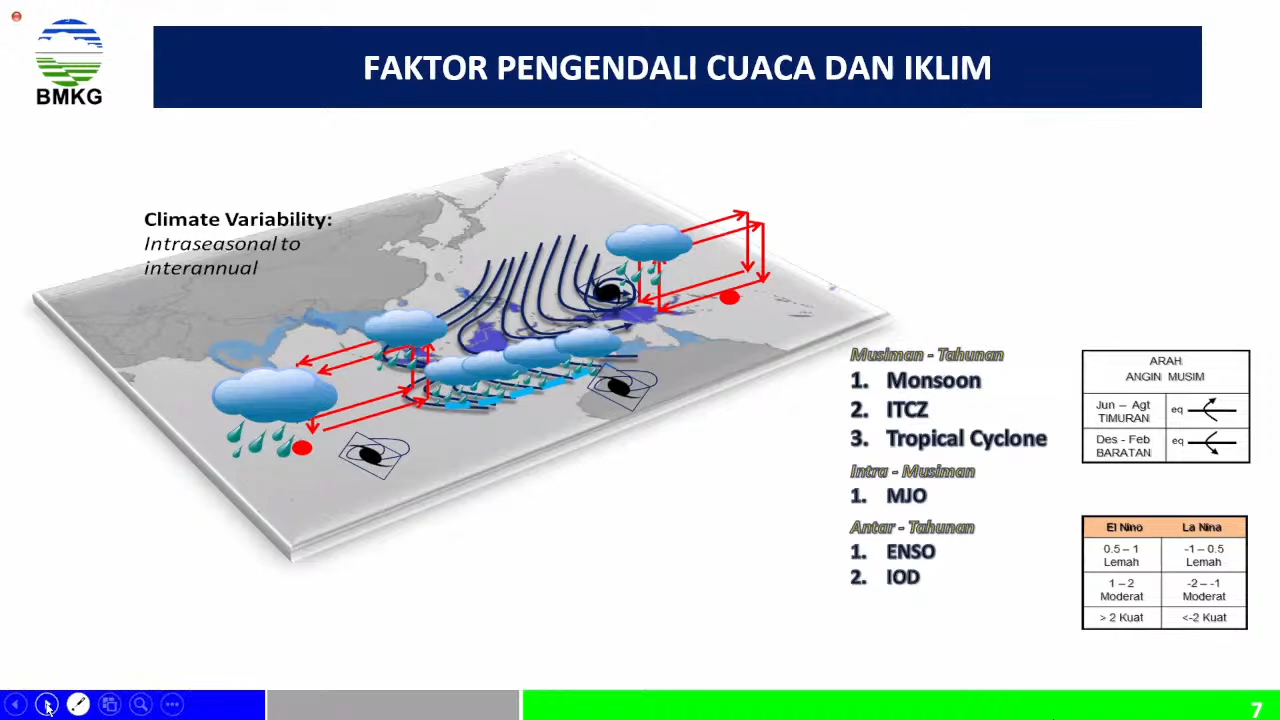 BMKG
FAKTOR PENGENDALI CUACA DAN IKLIM
Climate Variability:
Intraseasonal to
interannual
Musiman - Tahunan
1. Monsoon
2. ITCZ
3. Tropical Cyclone
Intra - Musiman
1. MJO
Antar - Tahunan
1. ENSO
2. IOD
ARAH
ANGIN MUSIM
Jun – Agt
TIMURAN
eq
Des - Feb
BARATAN
eq
El Nino La Nina
0.5 – 1 -1 – 0.5
Lemah Lemah
1 – 2 -2 – -1
Moderat Moderat
> 2 Kuat <-2 Kuat
7